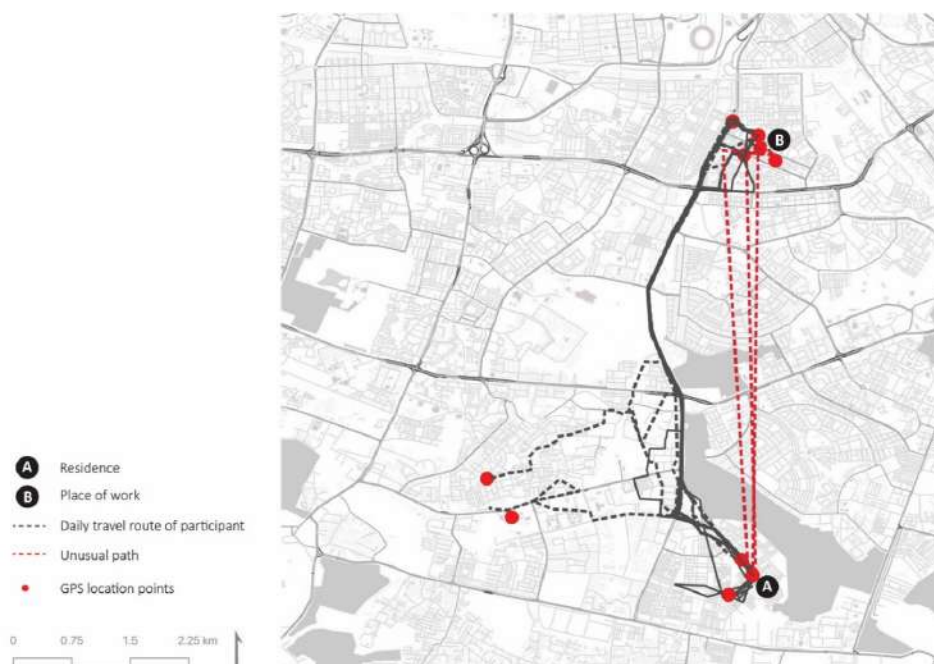 B
A
A Residence
B Place of work
Daily travel route of participant
Unusual path
GPS location points
0 0.75 1.5 2.25 km